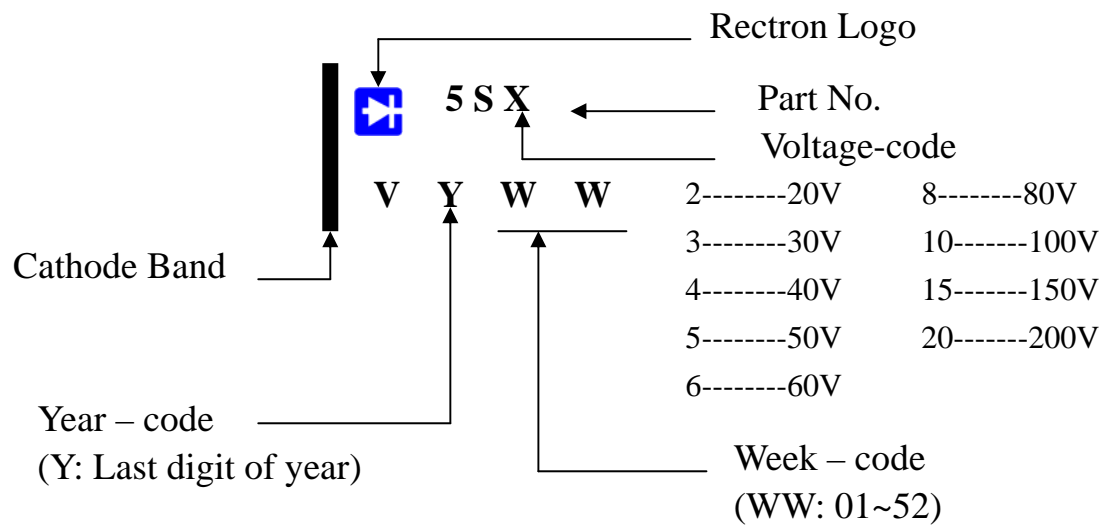 Rectron Logo
5 S X
Part No.
Voltage-code
V Y W W
2--------20V 8--------80V
3--------30V 10-------100V
Cathode Band
4--------40V 15-------150V
5--------50V 20-------200V
6--------60V
Year – code
(Y: Last digit of year)
Week – code
(WW: 01~52)